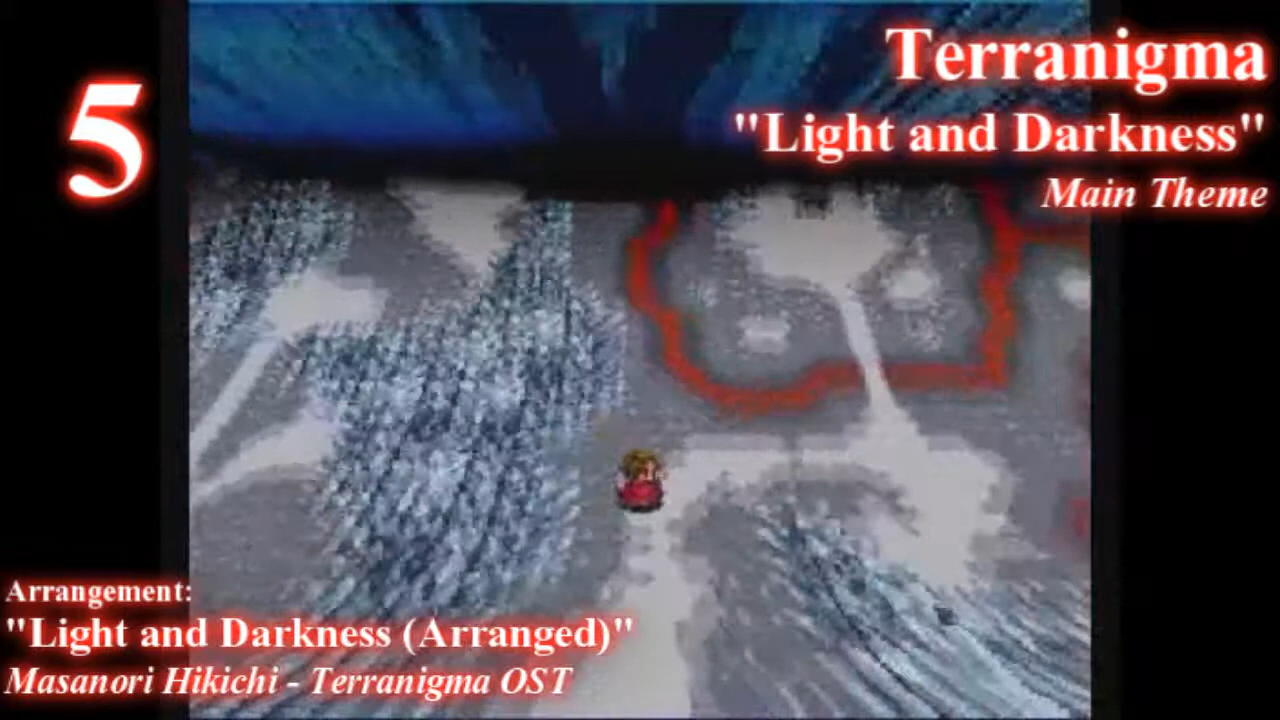 5
Terranigma
"Light and Darkness"
Main Theme
Arrangement:
"Light and Darkness (Arranged)"
Masanori Hikichi - Terranigma OST